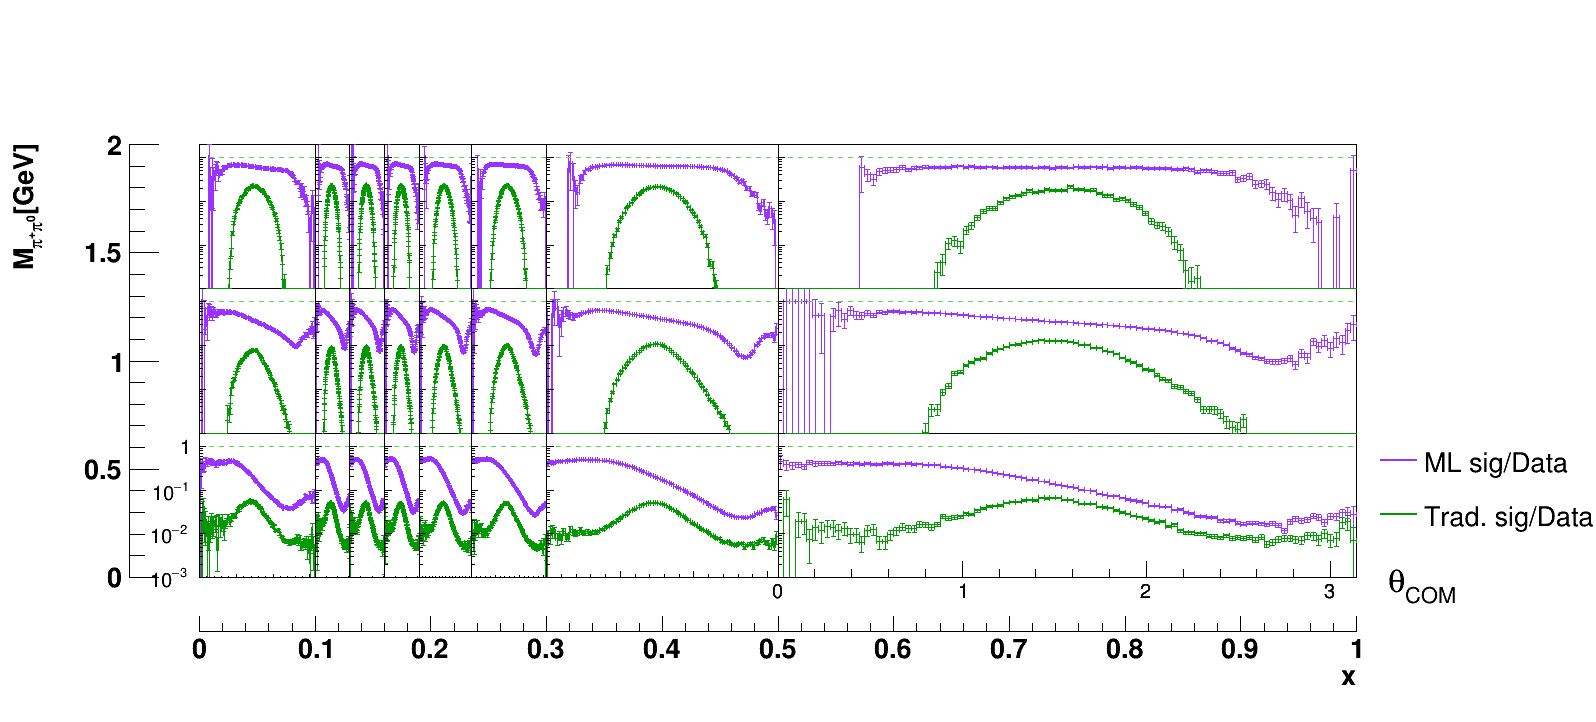 M_{π⁺π⁰}[GeV]
2
1.5
1
0.5
0
1
10⁻¹
10⁻²
10⁻³
0 1 2 3
θ_{COM}
0 0.1 0.2 0.3 0.4 0.5 0.6 0.7 0.8 0.9 1
x
ML sig/Data
Trad. sig/Data